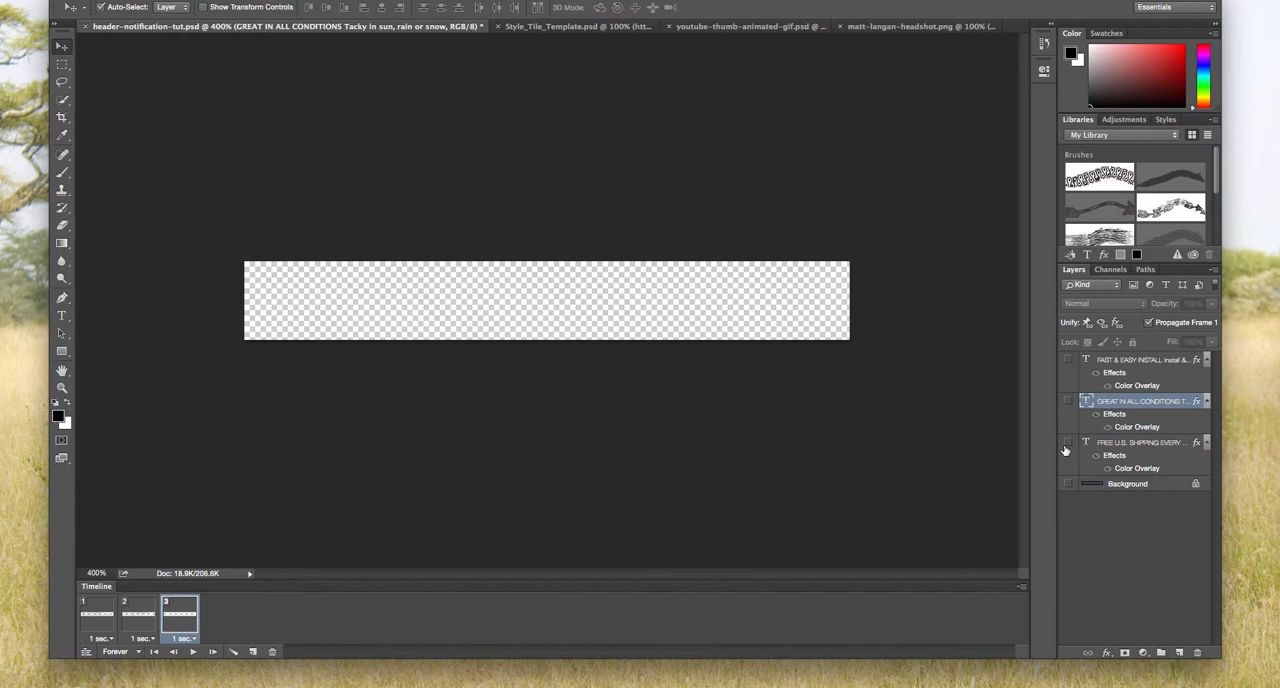 Auto-Select: Layer Show Transform Controls 3D Mode: Essentials
header-notification-tut.psd @ 400% (GREAT IN ALL CONDITIONS Tacky in sun, rain or snow, RGB/8) * Style_Tile_Template.psd @ 100% (htt... youtube-thumb-animated-gif.psd @ ... matt-langan-headshot.png @ 100% (...
Color Swatches
Libraries Adjustments Styles
My Library
Brushes
Layers Channels Paths
Kind
Normal Opacity: 100%
Unify: Propagate Frame 1
Lock: Fill: 100%
FAST & EASY INSTALL Install &... fx
Effects
Color Overlay
GREAT IN ALL CONDITIONS T... fx
Effects
Color Overlay
FREE U.S. SHIPPING EVERY ... fx
Effects
Color Overlay
Background
400% Doc: 18.9K/206.6K
Timeline
1 2 3
1 sec. 1 sec. 1 sec.
Forever